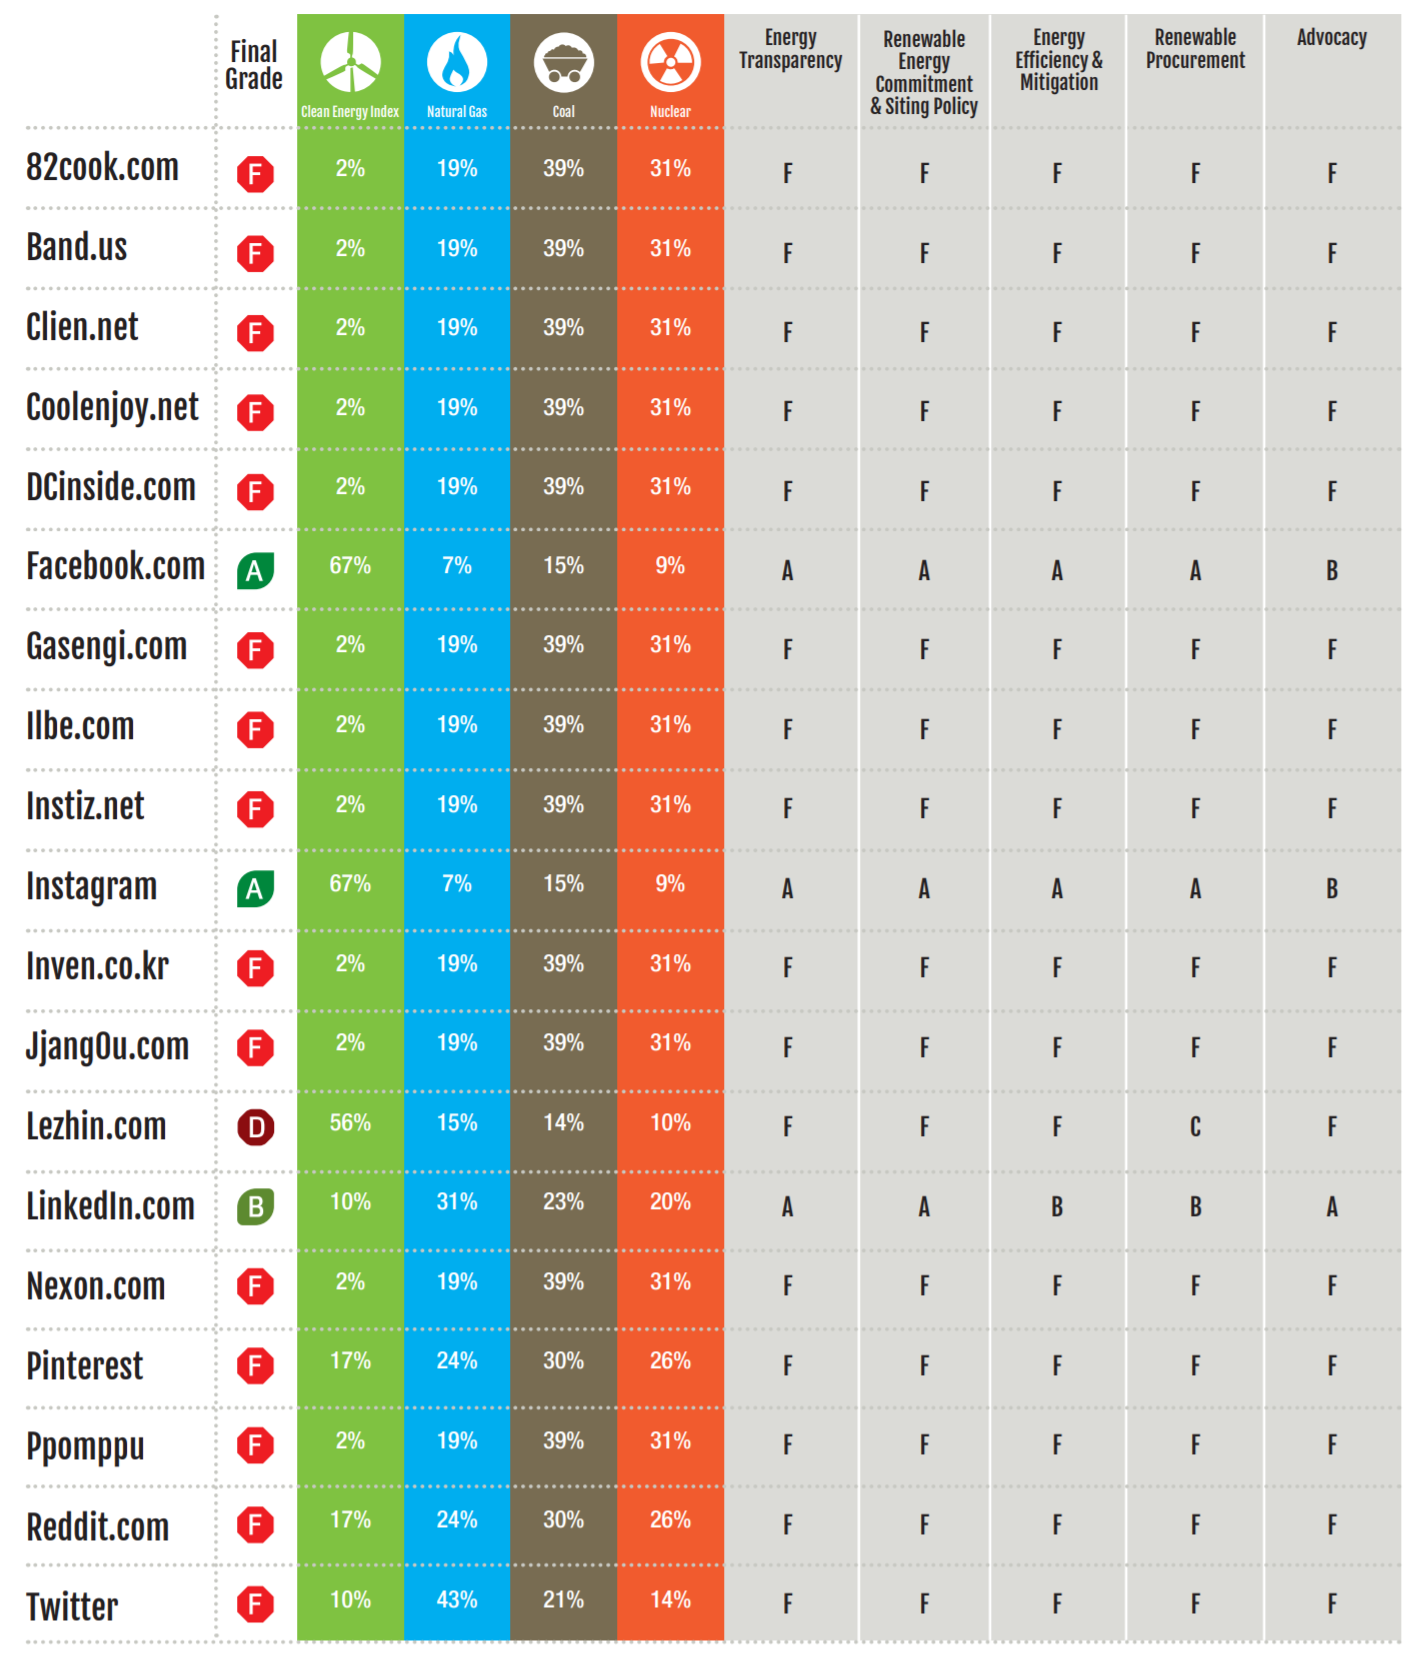 Final Grade Clean Energy Index Natural Gas Coal Nuclear Energy Transparency Renewable Energy Commitment & Siting Policy Energy Efficiency & Mitigation Renewable Procurement Advocacy
82cook.com F 2% 19% 39% 31% F F F F F
Band.us F 2% 19% 39% 31% F F F F F
Clien.net F 2% 19% 39% 31% F F F F F
Coolenjoy.net F 2% 19% 39% 31% F F F F F
DCinside.com F 2% 19% 39% 31% F F F F F
Facebook.com A 67% 7% 15% 9% A A A A B
Gasengi.com F 2% 19% 39% 31% F F F F F
Ilbe.com F 2% 19% 39% 31% F F F F F
Instiz.net F 2% 19% 39% 31% F F F F F
Instagram A 67% 7% 15% 9% A A A A B
Inven.co.kr F 2% 19% 39% 31% F F F F F
Jjang0u.com F 2% 19% 39% 31% F F F F F
Lezhin.com D 56% 15% 14% 10% F F F C F
LinkedIn.com B 10% 31% 23% 20% A A B B A
Nexon.com F 2% 19% 39% 31% F F F F F
Pinterest F 17% 24% 30% 26% F F F F F
Ppomppu F 2% 19% 39% 31% F F F F F
Reddit.com F 17% 24% 30% 26% F F F F F
Twitter F 10% 43% 21% 14% F F F F F